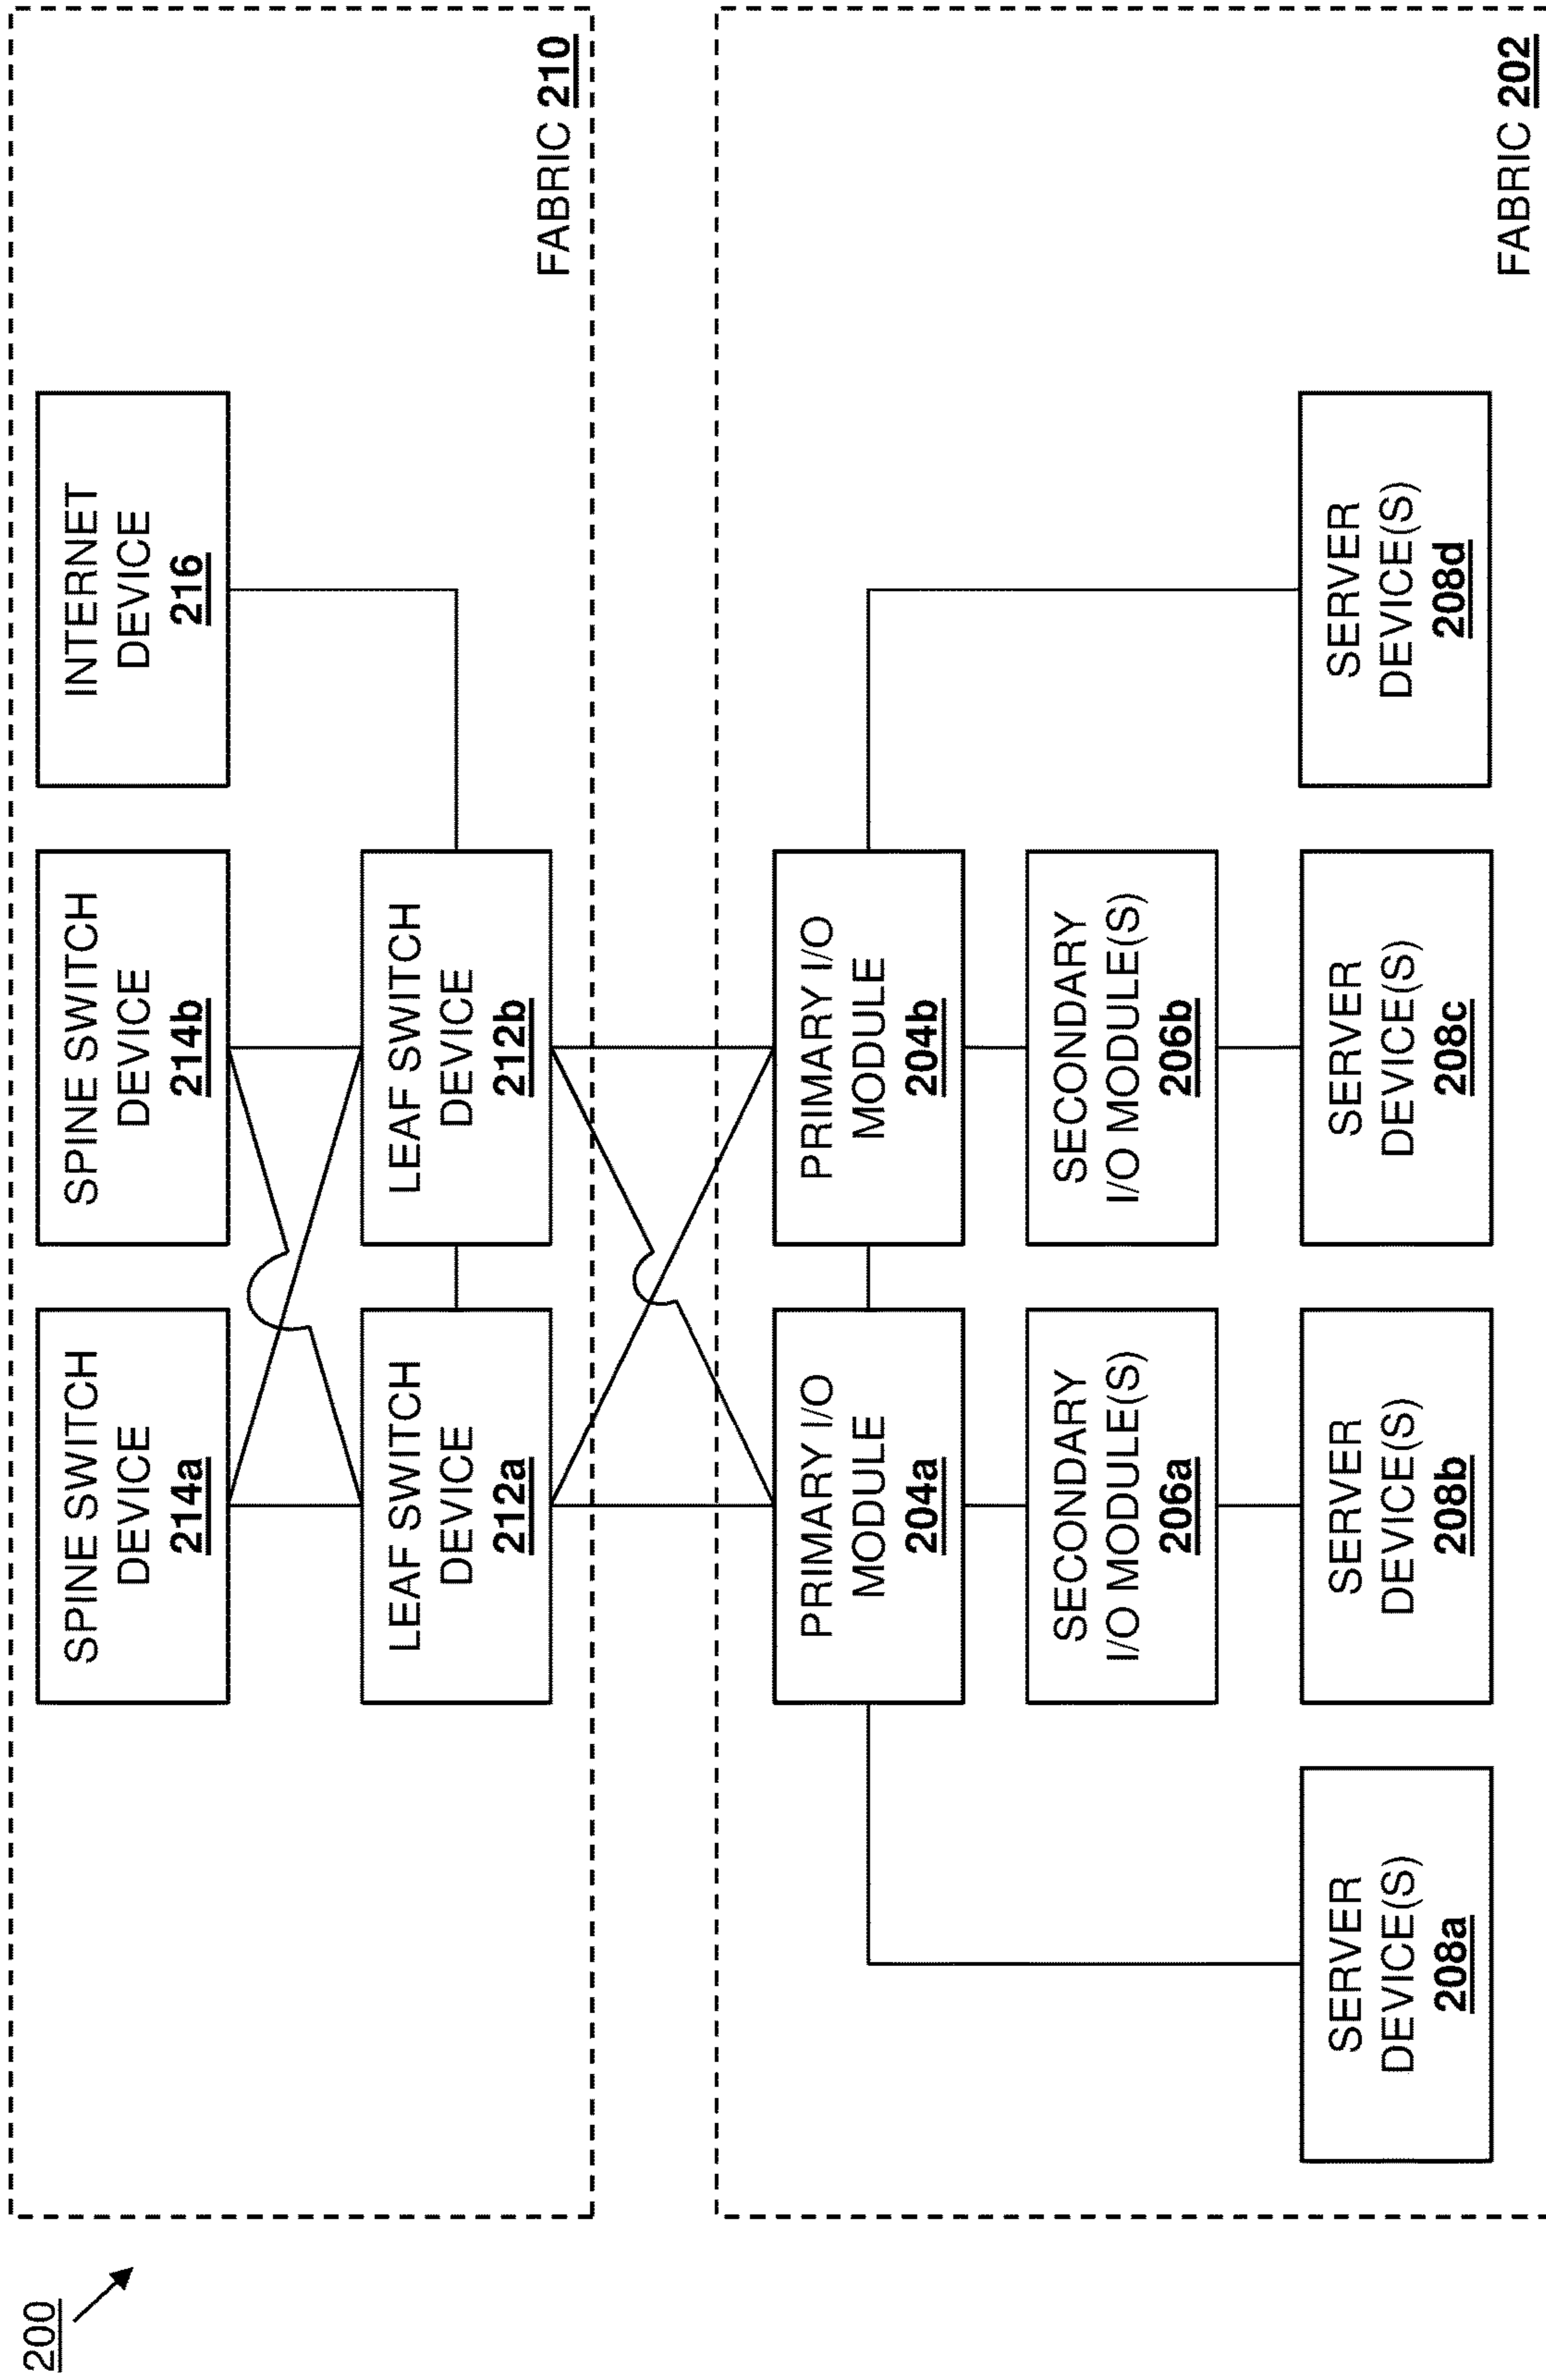 200
SPINE SWITCH
DEVICE
214a
SPINE SWITCH
DEVICE
214b
INTERNET
DEVICE
216
LEAF SWITCH
DEVICE
212a
LEAF SWITCH
DEVICE
212b
FABRIC 210
PRIMARY I/O
MODULE
204a
PRIMARY I/O
MODULE
204b
SECONDARY
I/O MODULE(S)
206a
SECONDARY
I/O MODULE(S)
206b
SERVER
DEVICE(S)
208a
SERVER
DEVICE(S)
208b
SERVER
DEVICE(S)
208c
SERVER
DEVICE(S)
208d
FABRIC 202